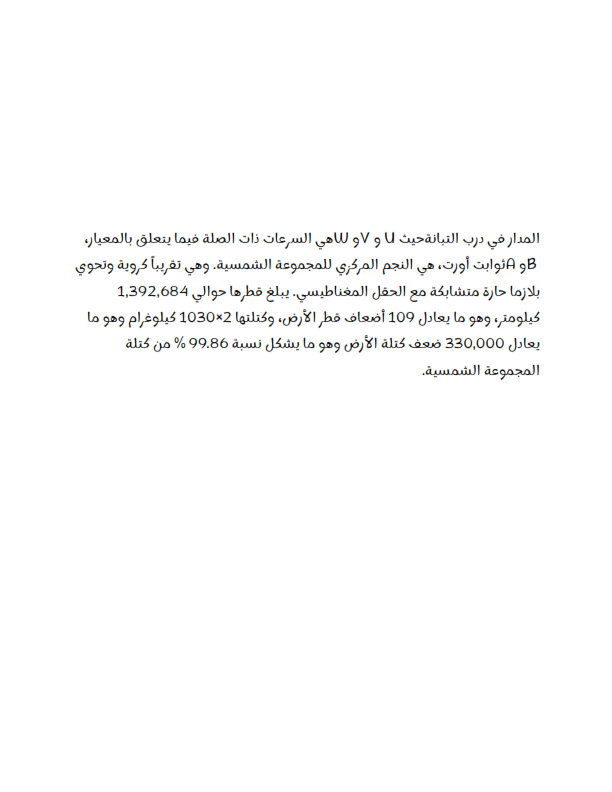 المدار في درب التبانةحيث U و Vو Wهي السرعات ذات الصلة فيما يتعلق بالمعيار،
Bو Aثوابت أورت، هي النجم المركزي للمجموعة الشمسية. وهي تقريباً كروية وتحوي
بلازما حارة متشابكة مع الحقل المغناطيسي. يبلغ قطرها حوالي 1,392,684
كيلومتر، وهو ما يعادل 109 أضعاف قطر الأرض، وكتلتها 2×1030 كيلوغرام وهو ما
يعادل 330,000 ضعف كتلة الأرض وهو ما يشكل نسبة 99.86 % من كتلة
المجموعة الشمسية.